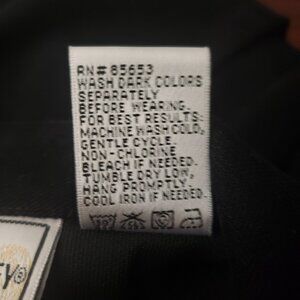 RN# 85653
WASH DARK COLORS
SEPARATELY
BEFORE WEARING.
FOR BEST RESULTS:
MACHINE WASH COLD,
GENTLE CYCLE.
NON-CHLORINE
BLEACH IF NEEDED.
TUMBLE DRY LOW,
HANG PROMPTLY.
COOL IRON IF NEEDED.